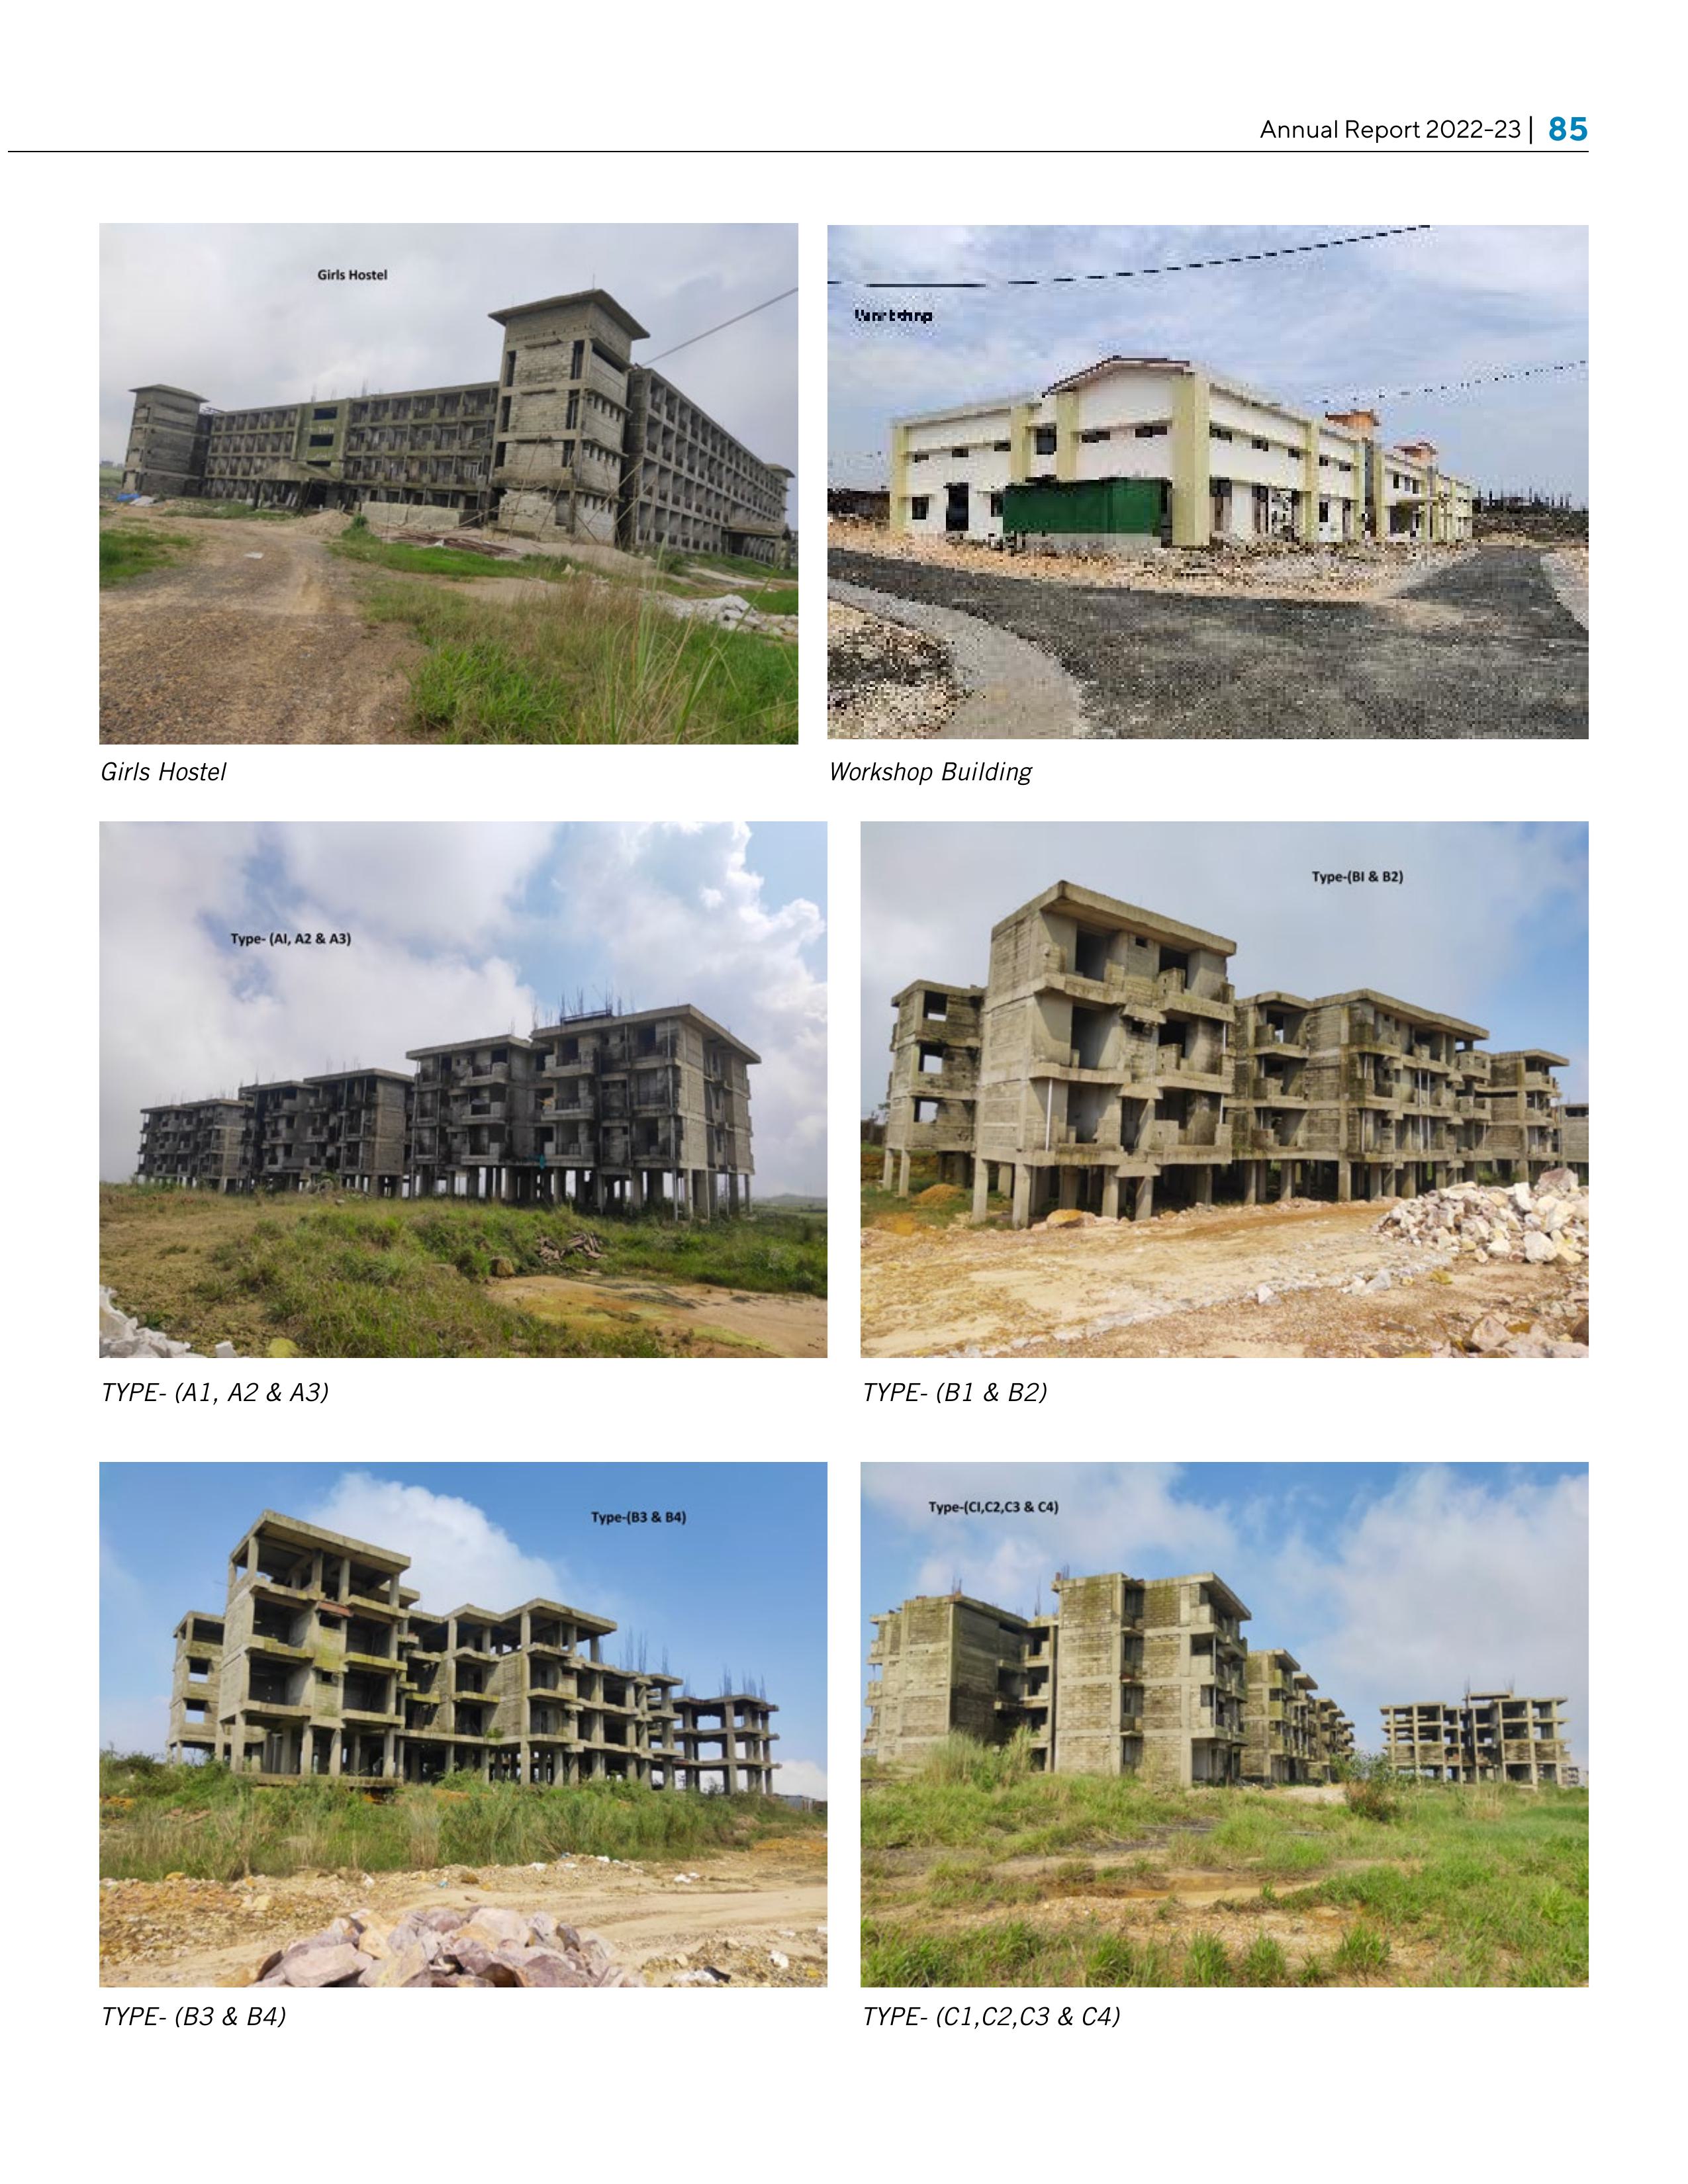 Annual Report 2022-23 | 85
Girls Hostel
Workshop
Girls Hostel
Workshop Building
Type- (AI, A2 & A3)
Type-(BI & B2)
TYPE- (A1, A2 & A3)
TYPE- (B1 & B2)
Type-(B3 & B4)
Type-(CI,C2,C3 & C4)
TYPE- (B3 & B4)
TYPE- (C1,C2,C3 & C4)